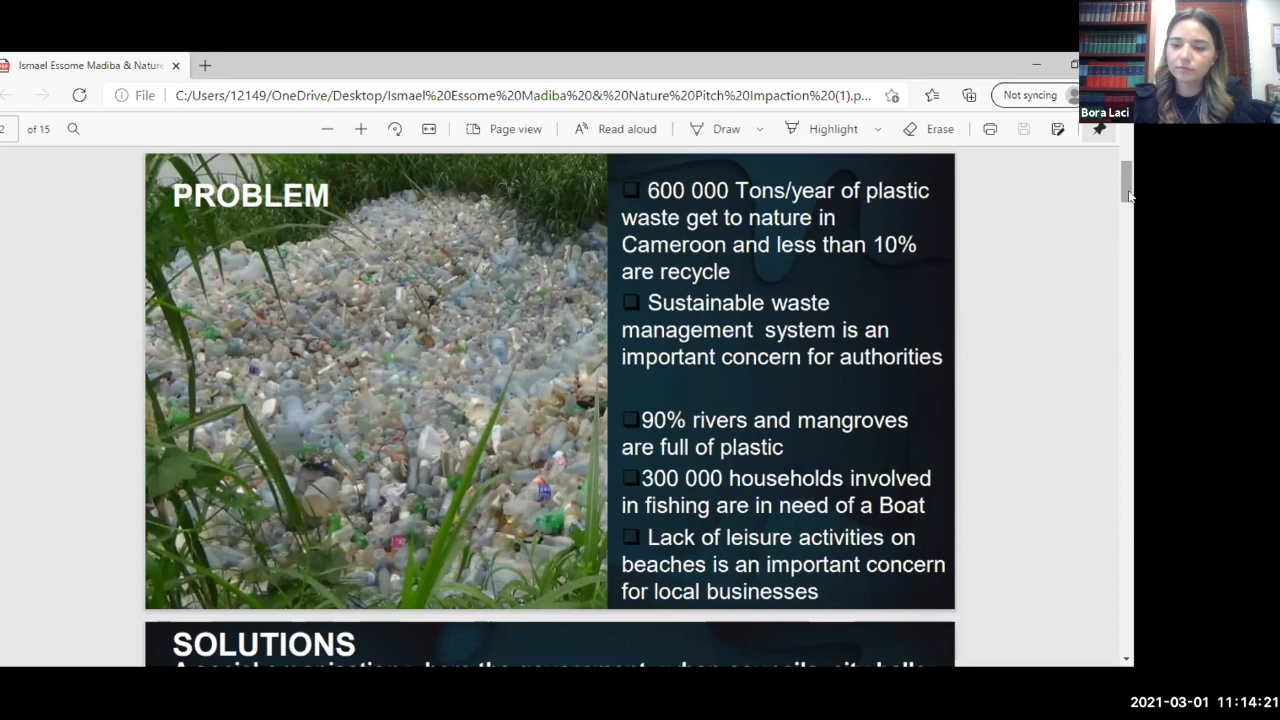 Ismael Essome Madiba & Nature
File
C:/Users/12149/OneDrive/Desktop/Ismael%20Essome%20Madiba%20&%20Nature%20Pitch%20Impaction%20(1).p...
Not syncing
Bora Laci
2 of 15
Page view
Read aloud
Draw
Highlight
Erase
PROBLEM
600 000 Tons/year of plastic
waste get to nature in
Cameroon and less than 10%
are recycle
Sustainable waste
management system is an
important concern for authorities
90% rivers and mangroves
are full of plastic
300 000 households involved
in fishing are in need of a Boat
Lack of leisure activities on
beaches is an important concern
for local businesses
SOLUTIONS
2021-03-01 11:14:21